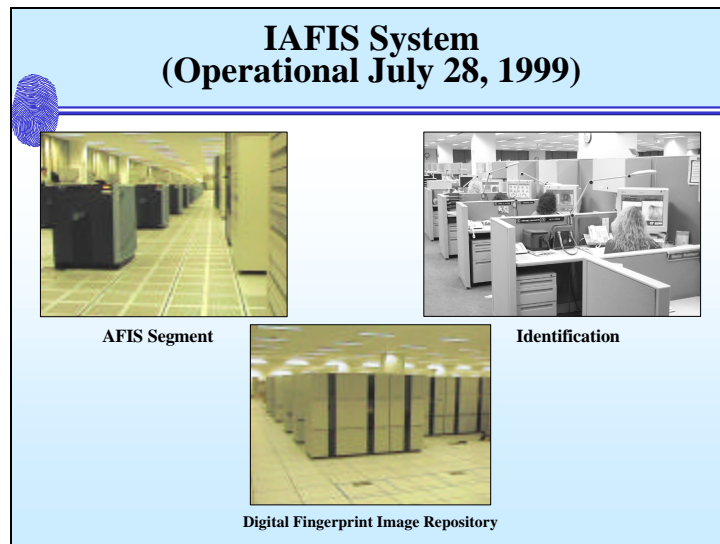 IAFIS System
(Operational July 28, 1999)
AFIS Segment
Identification
Digital Fingerprint Image Repository